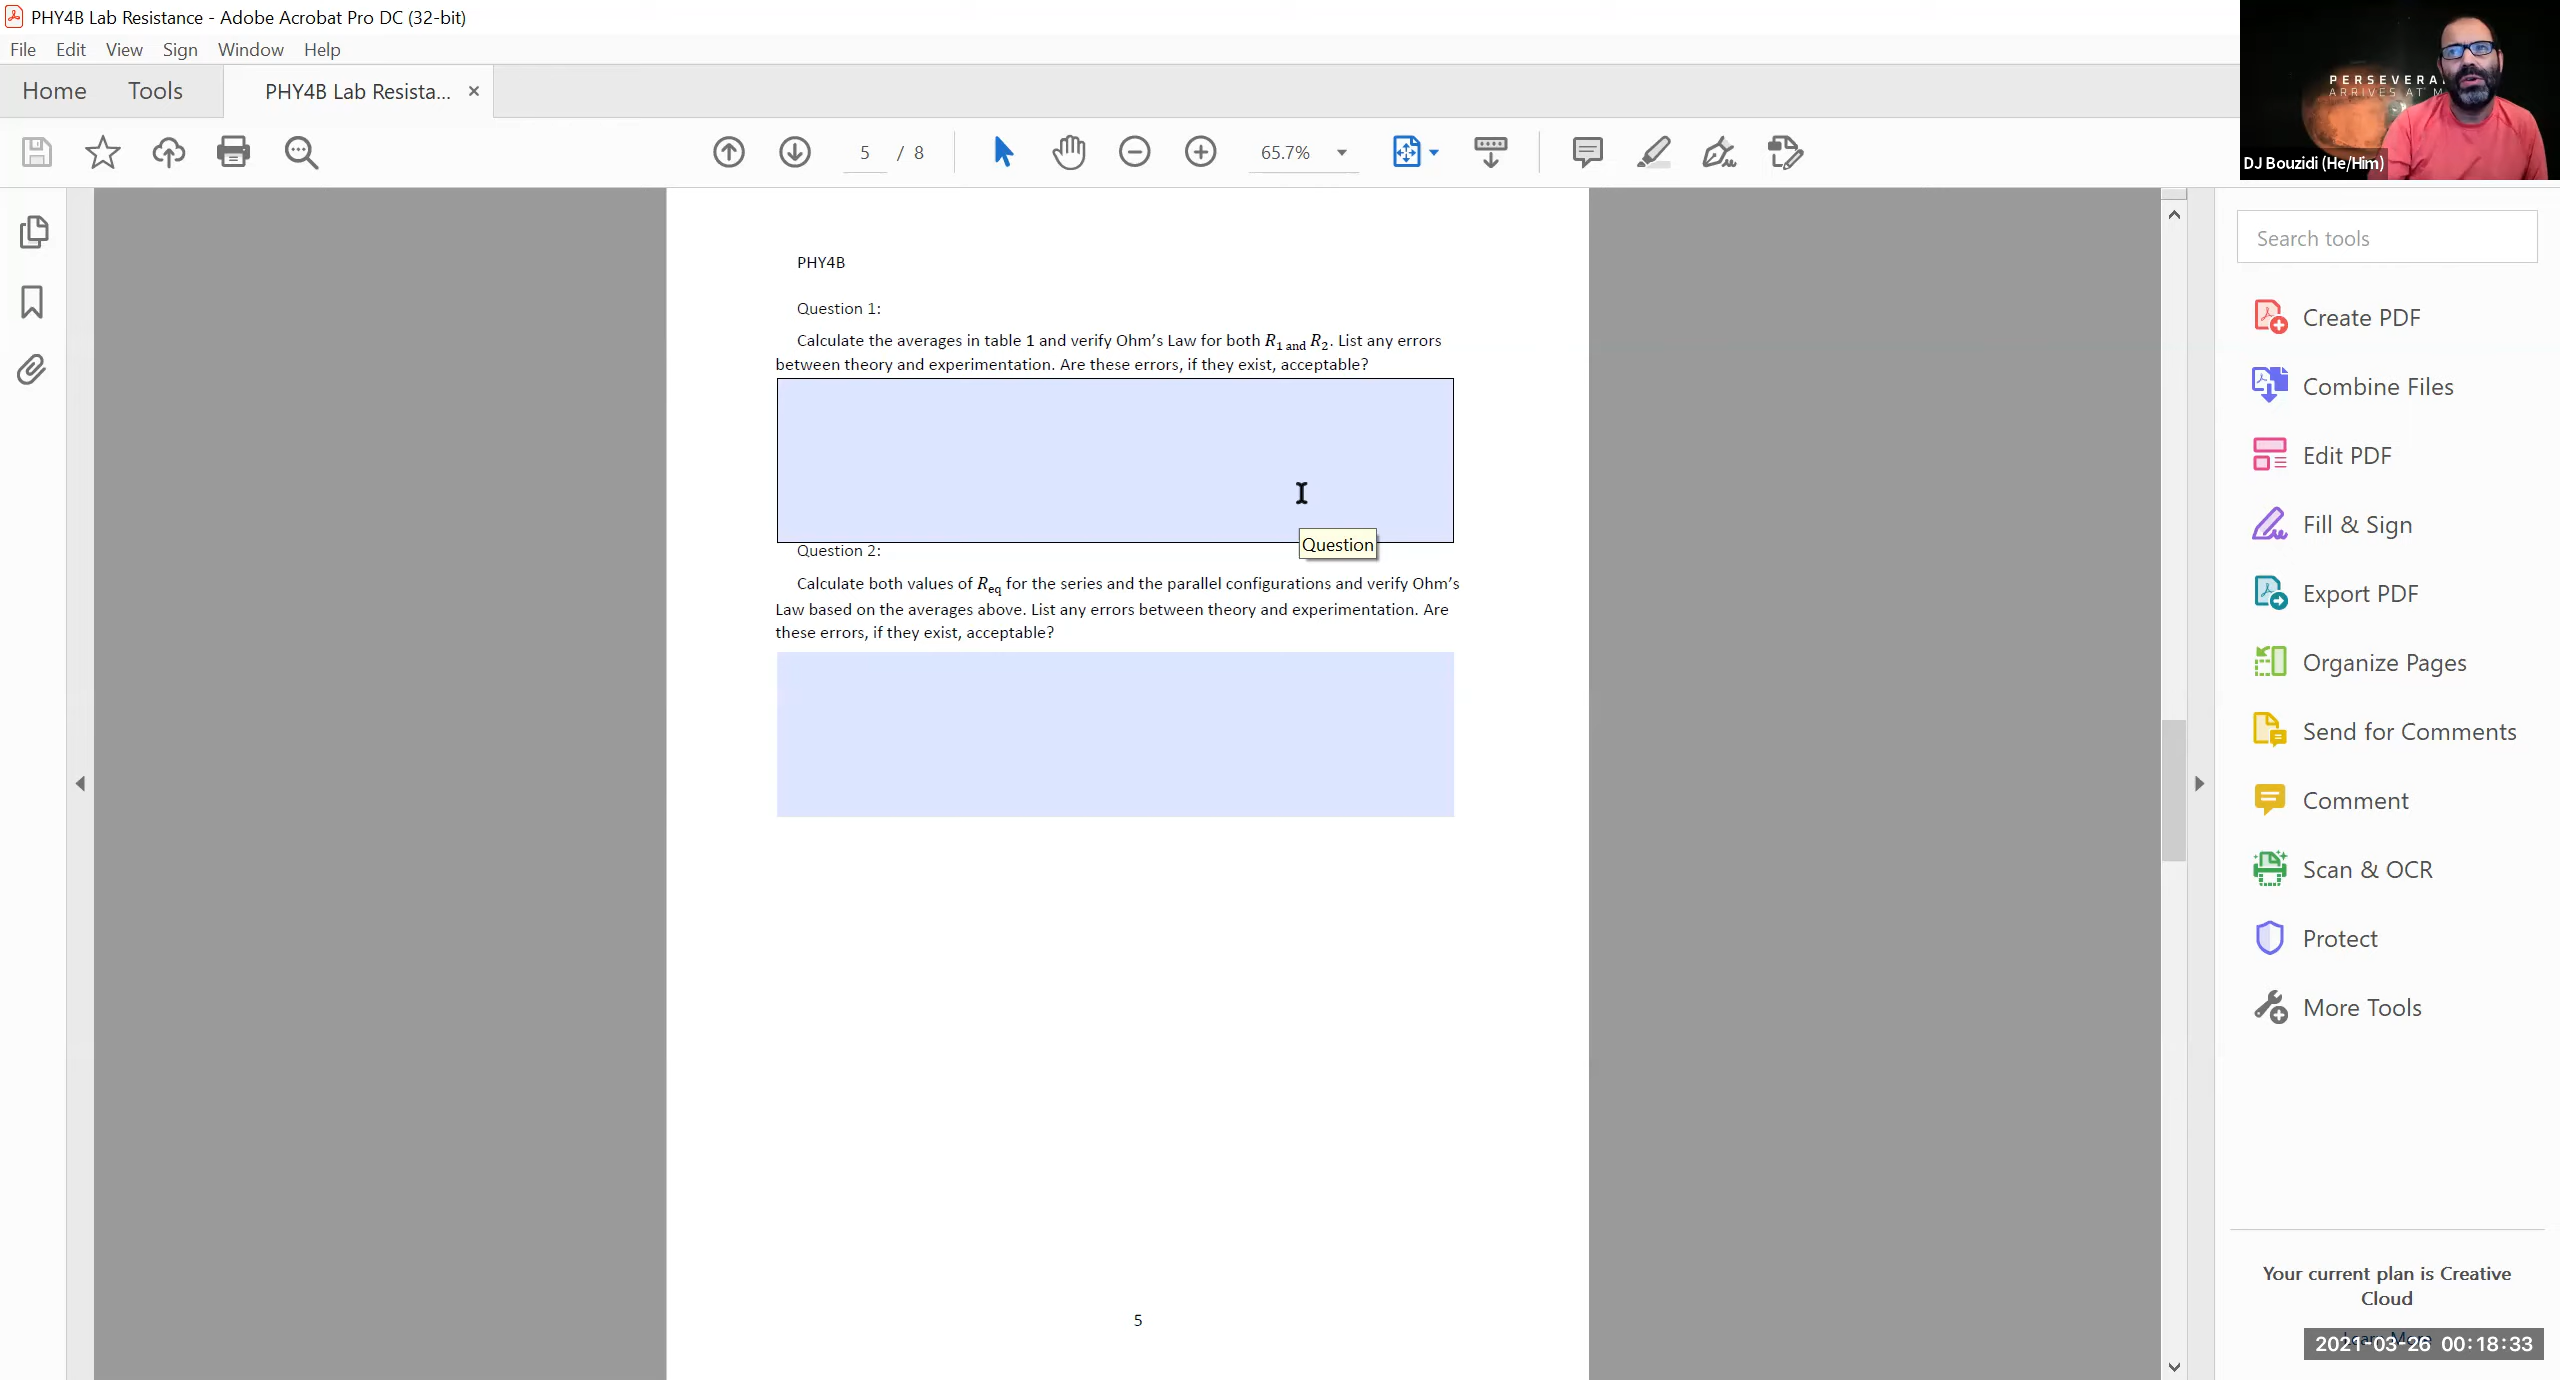 PHY4B Lab Resistance - Adobe Acrobat Pro DC (32-bit)
File Edit View Sign Window Help
Home Tools PHY4B Lab Resista... ×
5 / 8 65.7%
PERSEVERA
ARRIVES AT M
DJ Bouzidi (He/Him)
Search tools
Create PDF
Combine Files
Edit PDF
Fill & Sign
Export PDF
Organize Pages
Send for Comments
Comment
Scan & OCR
Protect
More Tools
Your current plan is Creative
Cloud
Learn More
2021-03-26 00:18:33
PHY4B
Question 1:
Calculate the averages in table 1 and verify Ohm's Law for both R1 and R2. List any errors
between theory and experimentation. Are these errors, if they exist, acceptable?
Question
Question 2:
Calculate both values of Req for the series and the parallel configurations and verify Ohm's
Law based on the averages above. List any errors between theory and experimentation. Are
these errors, if they exist, acceptable?
5